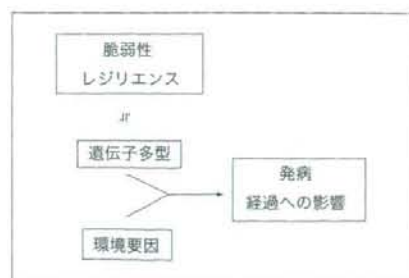 脆弱性
レジリエンス
遺伝子多型
発病
経過への影響
環境要因